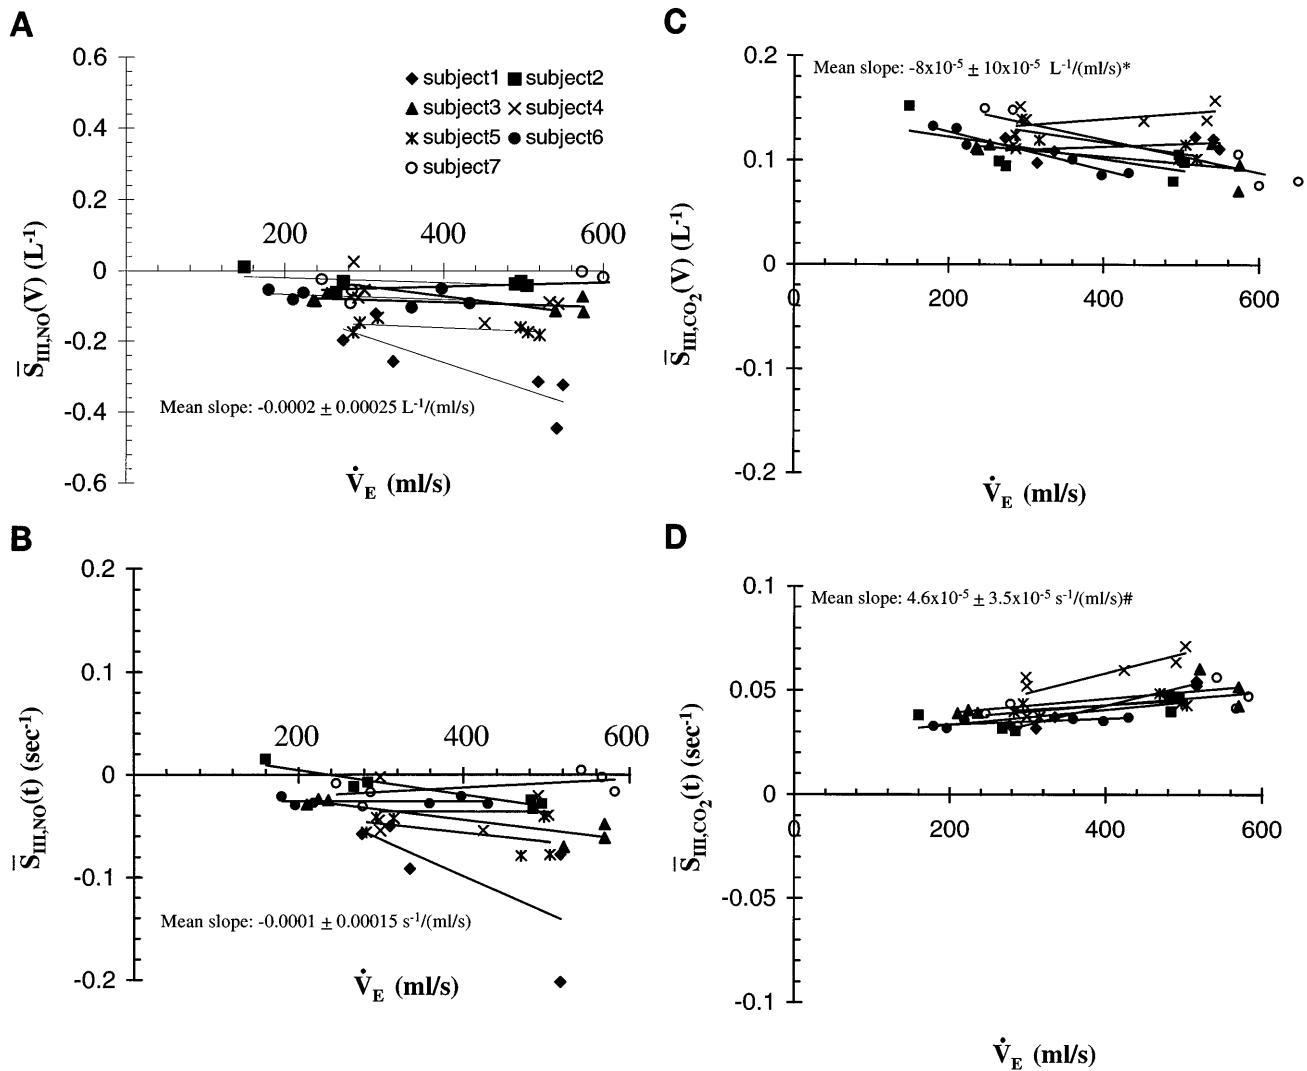 A
0.6
0.4
0.2
0
-0.2
-0.4
-0.6
200 400 600
S̅III,NO(V) (L-1)
◆ subject1 ■ subject2
▲ subject3 × subject4
subject5 ● subject6
○ subject7
Mean slope: -0.0002 ± 0.00025 L-1/(ml/s)
V̇E (ml/s)
B
0.2
0.1
0
-0.1
-0.2
200 400 600
S̅III,NO(t) (sec-1)
Mean slope: -0.0001 ± 0.00015 s-1/(ml/s)
V̇E (ml/s)
C
0.2
0.1
0
-0.1
-0.2
0 200 400 600
S̅III,CO2(V) (L-1)
Mean slope: -8x10-5 ± 10x10-5 L-1/(ml/s)*
V̇E (ml/s)
D
0.1
0.05
0
-0.05
-0.1
0 200 400 600
S̅III,CO2(t) (sec-1)
Mean slope: 4.6x10-5 ± 3.5x10-5 s-1/(ml/s)#
V̇E (ml/s)